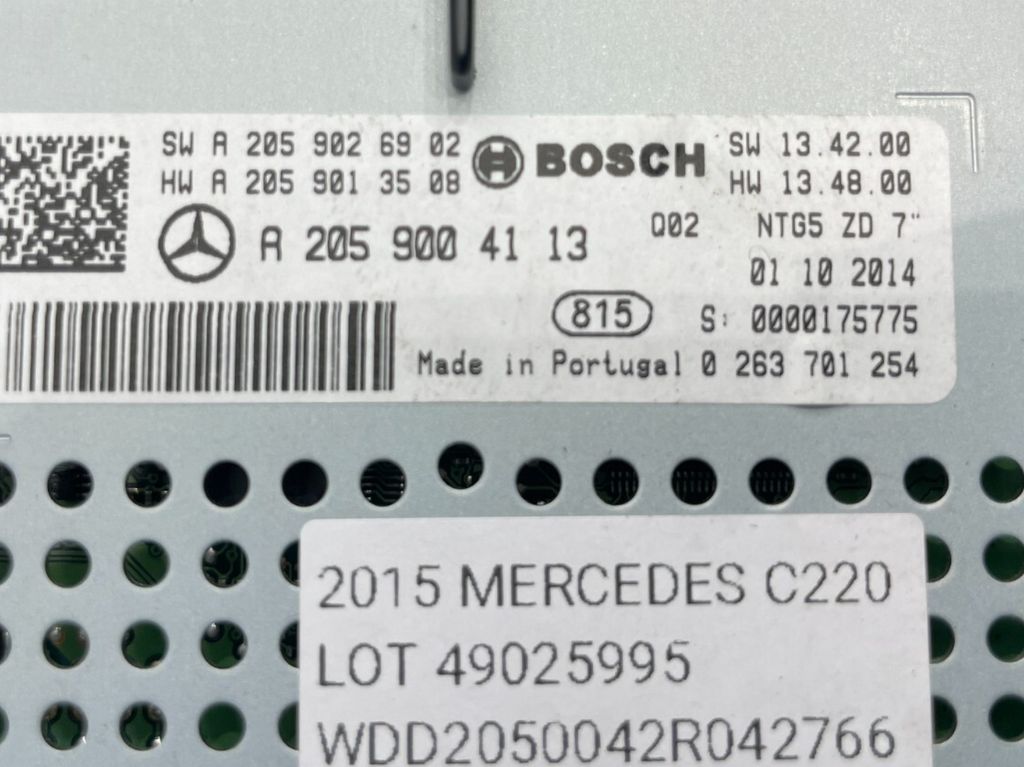 SW A 205 902 69 02
HW A 205 901 35 08
BOSCH
SW 13.42.00
HW 13.48.00
A 205 900 41 13
Q02 NTG5 ZD 7"
01 10 2014
815 S: 0000175775
Made in Portugal 0 263 701 254
2015 MERCEDES C220
LOT 49025995
WDD2050042R042766